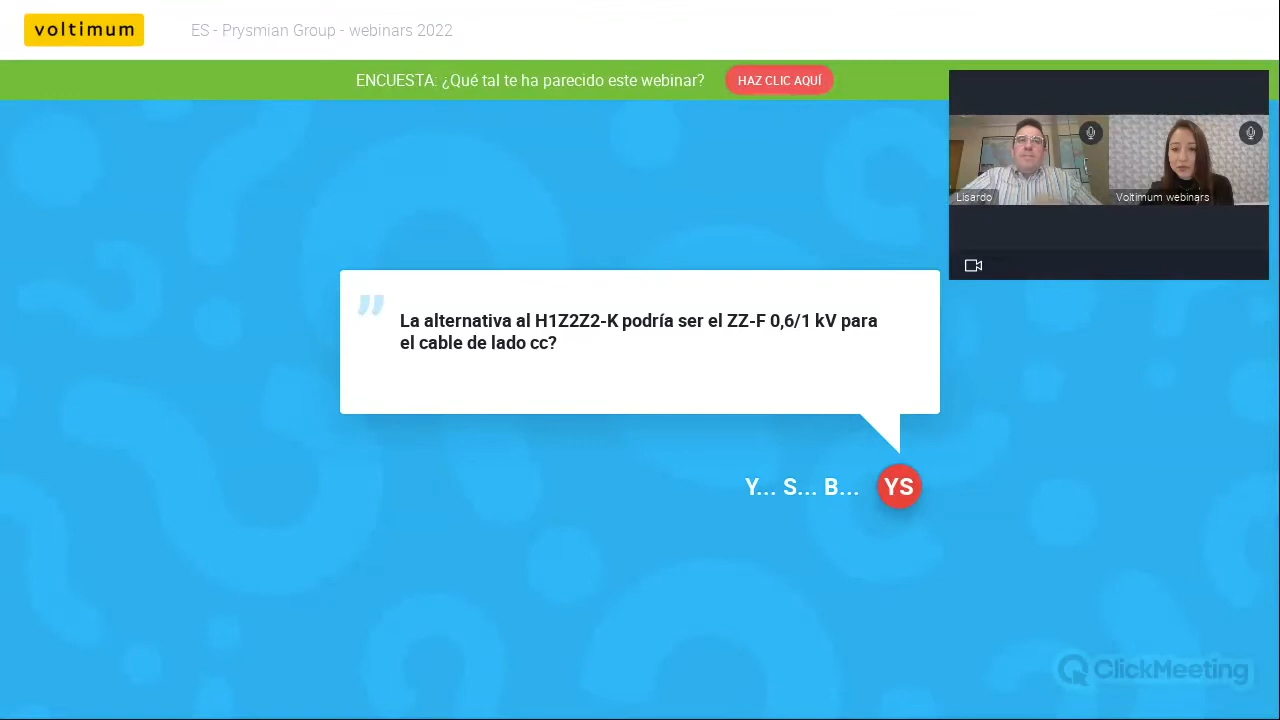 voltimum
ES - Prysmian Group - webinars 2022
ENCUESTA: ¿Qué tal te ha parecido este webinar?
HAZ CLIC AQUÍ
Lisardo
Voltimum webinars
La alternativa al H1Z2Z2-K podría ser el ZZ-F 0,6/1 kV para
el cable de lado cc?
Y... S... B...
YS
ClickMeeting